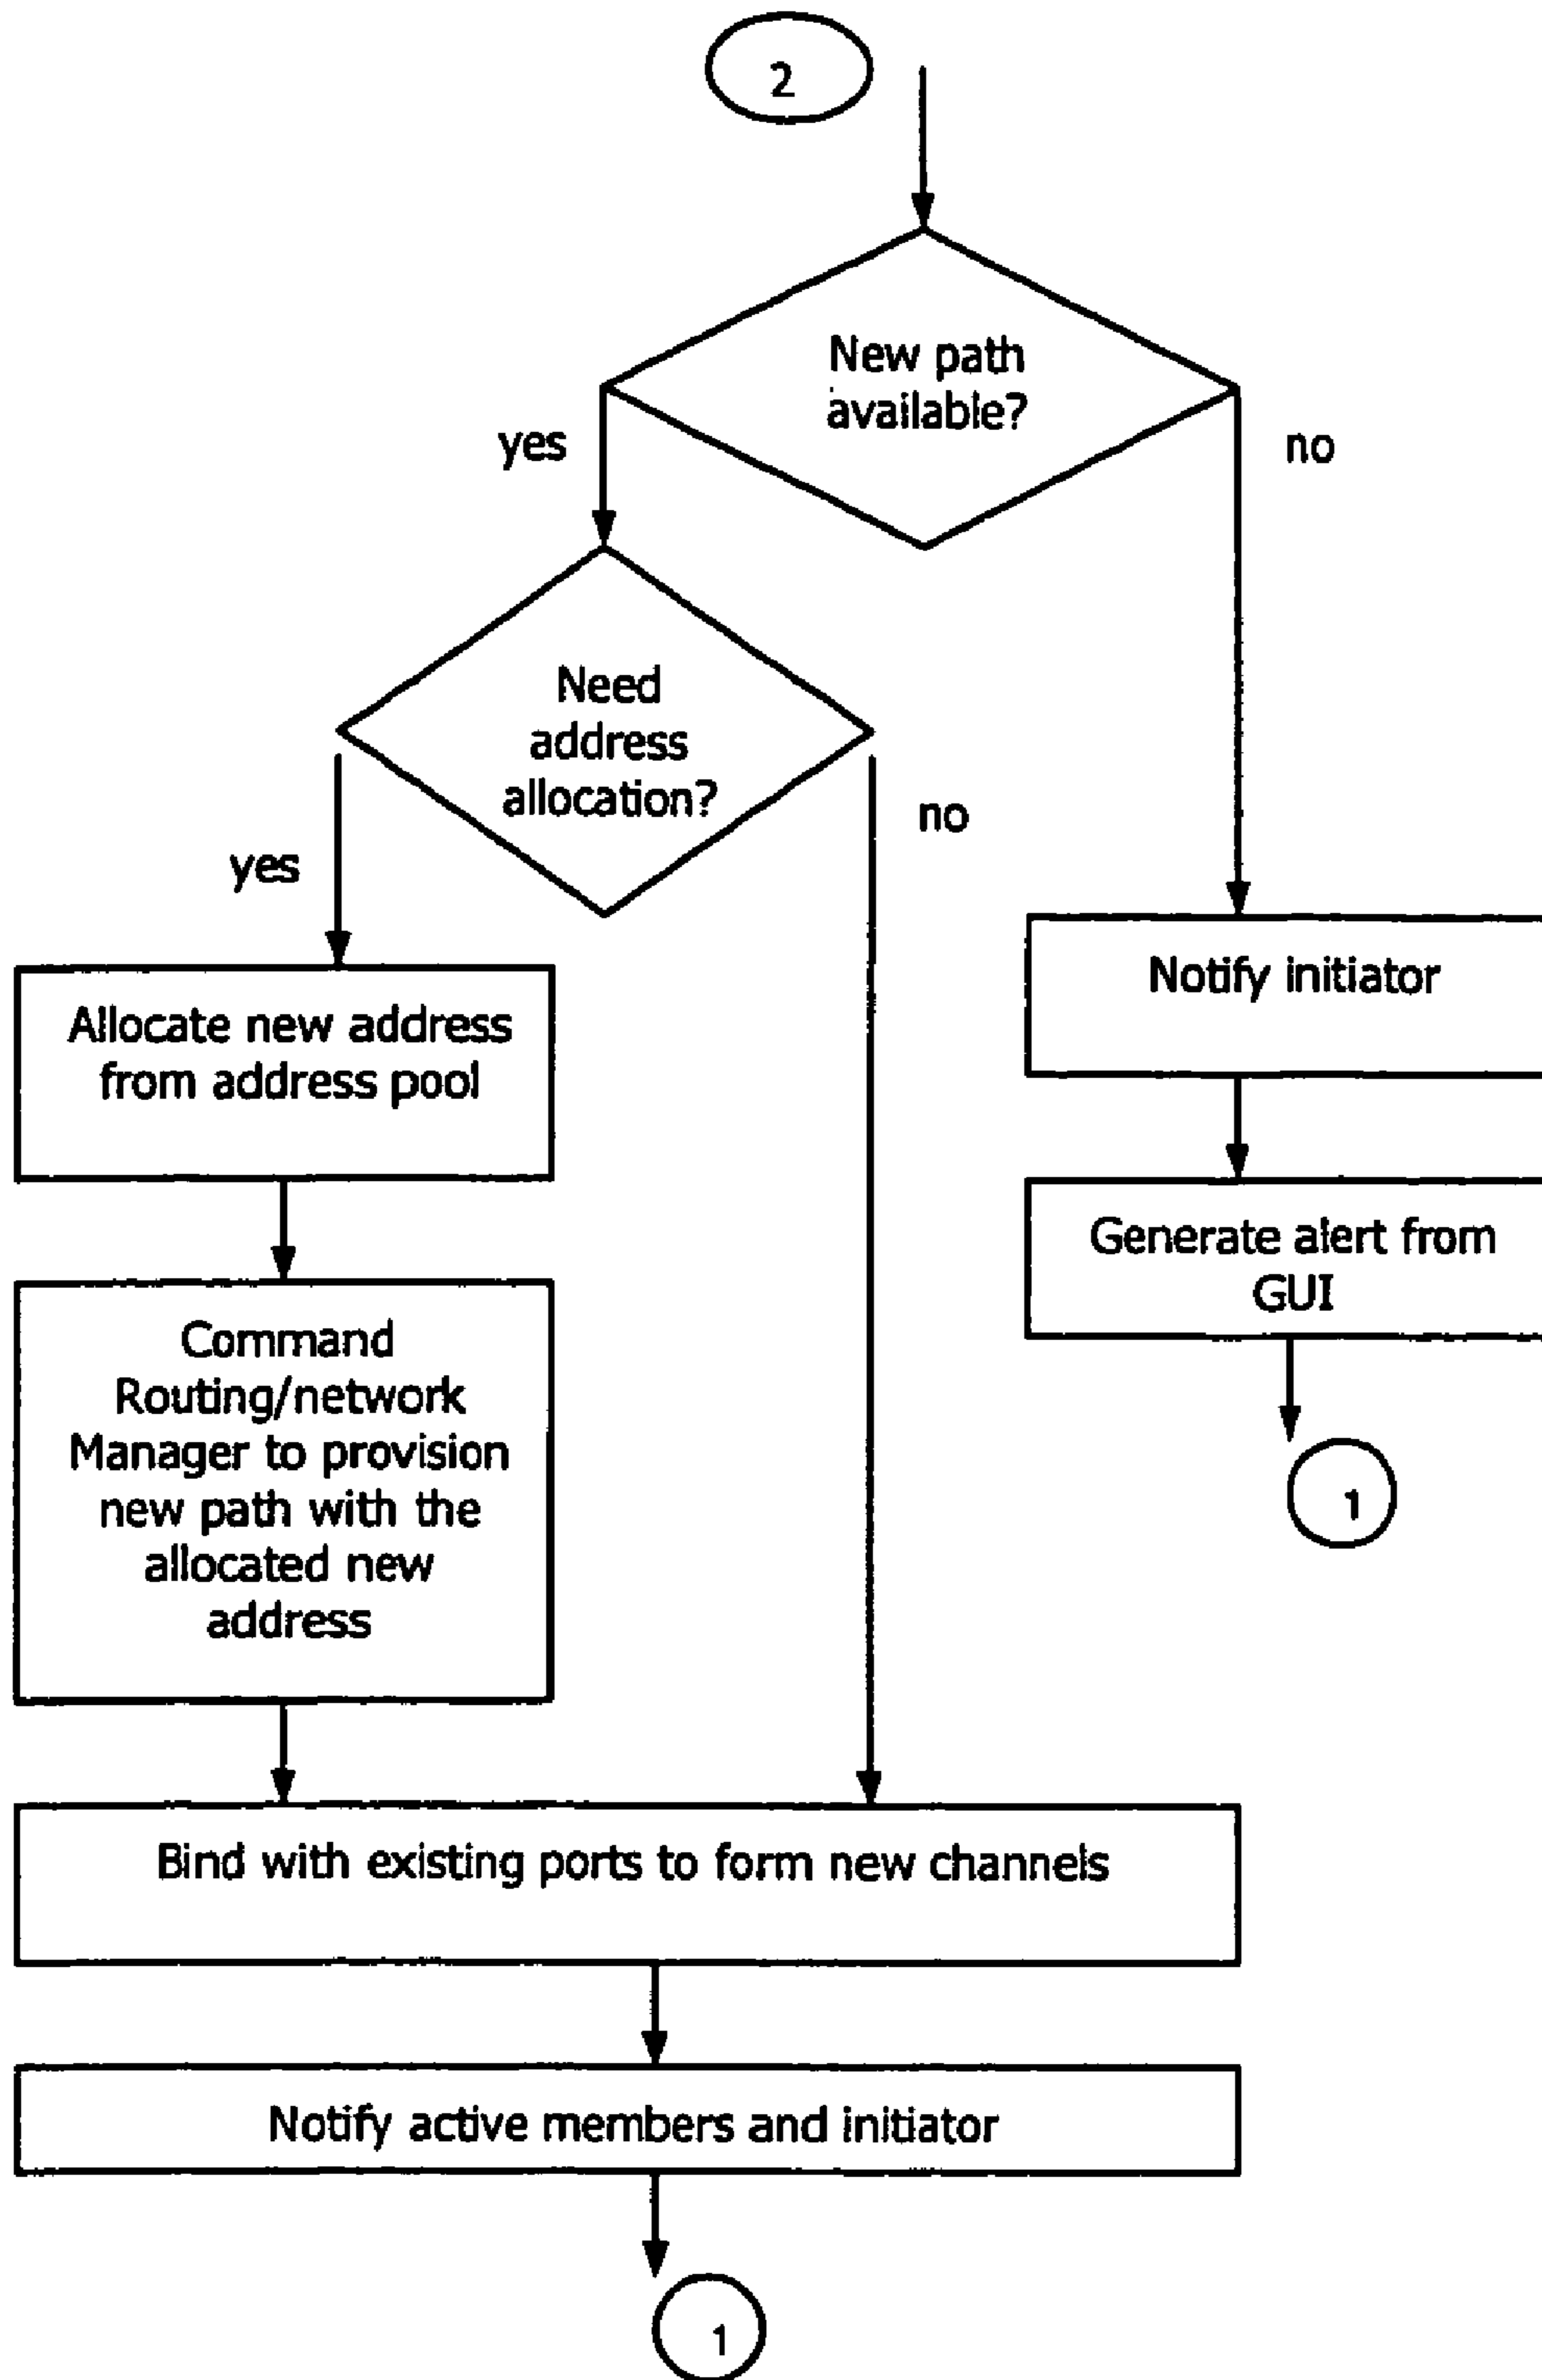 2
New path
available?
yes
no
Need
address
allocation?
no
yes
Notify initiator
Allocate new address
from address pool
Generate alert from
GUI
Command
Routing/network
Manager to provision
new path with the
allocated new
address
1
Bind with existing ports to form new channels
Notify active members and initiator
1